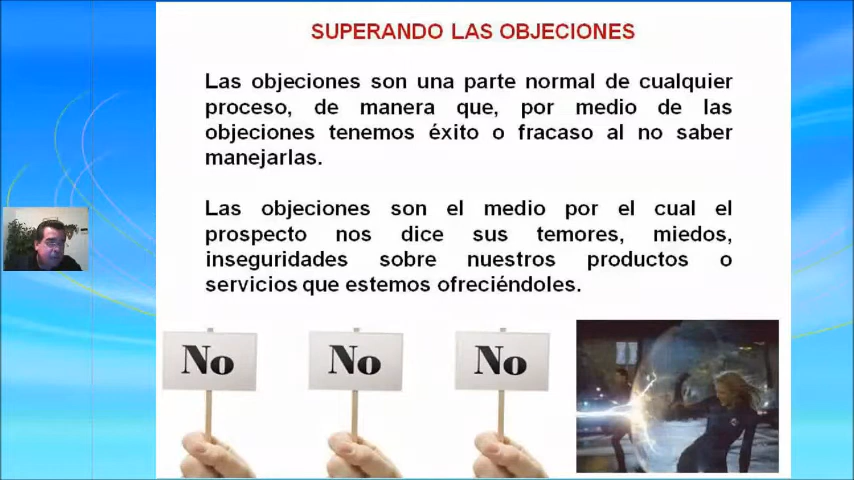 SUPERANDO LAS OBJECIONES
Las objeciones son una parte normal de cualquier
proceso, de manera que, por medio de las
objeciones tenemos éxito o fracaso al no saber
manejarlas.
Las objeciones son el medio por el cual el
prospecto nos dice sus temores, miedos,
inseguridades sobre nuestros productos o
servicios que estemos ofreciéndoles.
No No No